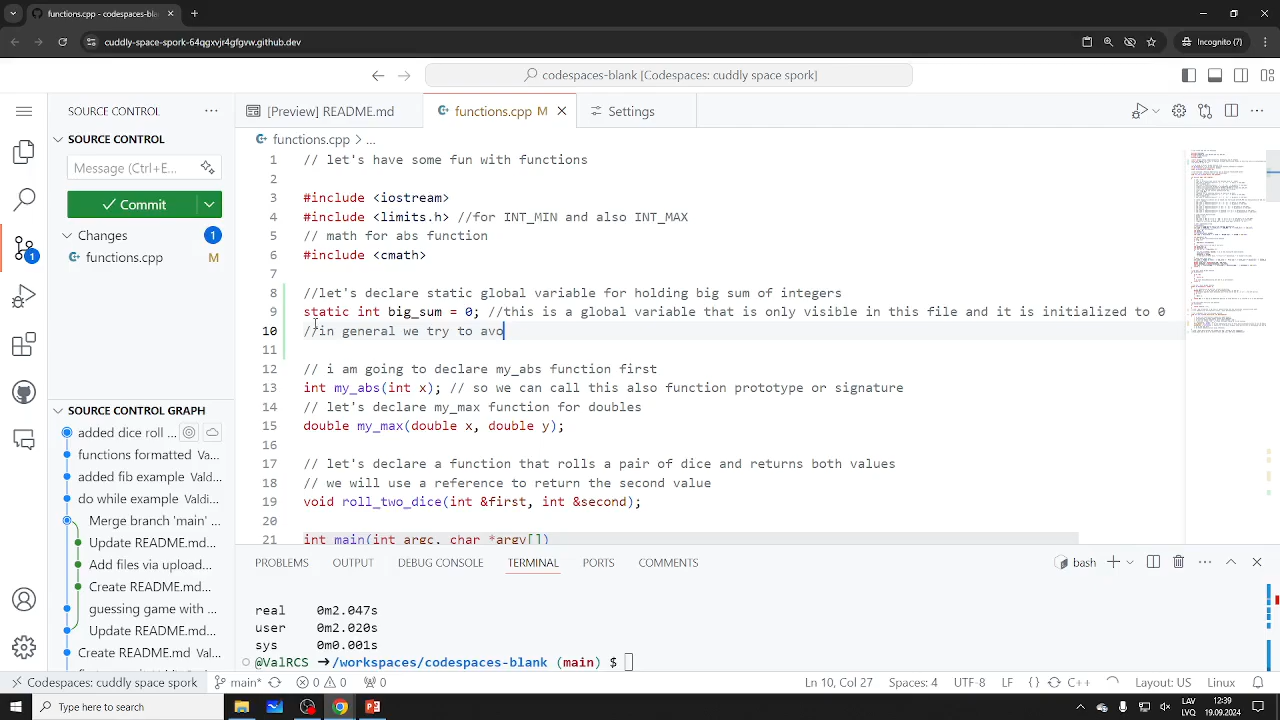 functions.cpp - codespaces-bl
cuddly-space-spork-64qgxvjr4gfgvw.github.dev
Incognito (7)
codespaces-blank [Codespaces: cuddly space spork]
SOURCE CONTROL
[Preview] README.md
functions.cpp M
Settings
SOURCE CONTROL
functions.cpp > ...
Message (Ctrl+E...
Commit
Changes
1
functions.cpp M
1 // let's have some fun with functions
2
3 #include <iostream>
4 #include <limits.h> //for INT_MIN and also INT_MAX
5 // math for abs function
6 #include <cmath>
7
8 //let's declare static global variable to hold big sum of numbers
9 static int big_sum = 0; //this is a global variable that is only visible in this file - it is initialized
10 //in general we try to avoi
11
12 // i am going to declare my_abs function first
13 int my_abs(int x); // so we can call this also function prototype or signature
14 // let's declare my_max function for doubles
15 double my_max(double x, double y);
16
17 // let's declare a function that rolls a pair of dice and returns both values
18 // we will use a reference to return the second value
19 void roll_two_dice(int &first, int &second);
20
21 int main(int argc, char *argv[])
SOURCE CONTROL GRAPH
added dice roll ...
functions formatted Va...
added fib example Vald...
do while example Valdi...
Merge branch 'main' ...
Update README.md...
Add files via upload...
Create README.md...
guessing game with ...
Update README.md...
Create README.md Val...
PROBLEMS OUTPUT DEBUG CONSOLE TERMINAL PORTS COMMENTS
bash
real 0m2.047s
user 0m2.020s
sys 0m0.001s
@ValRCS ➜/workspaces/codespaces-blank (main) $
Codespaces: cuddly space spork main* 0 0 0
Ln 10, Col 27 Spaces: 4 UTF-8 LF {} C++ Layout: US Linux
Type here to search
LAV
12:39
19.09.2024